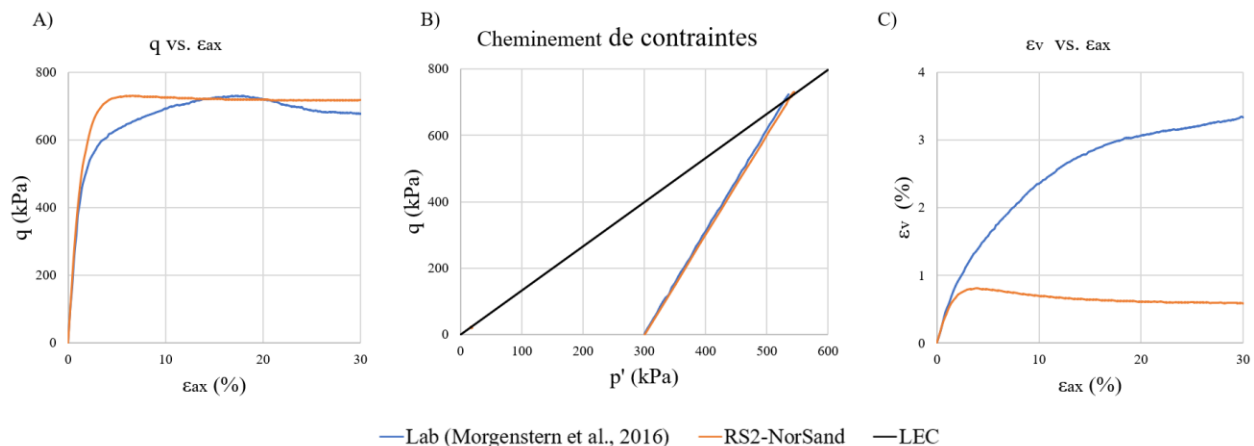 A)
q vs. εax
q (kPa)
800
600
400
200
0
0 10 20 30
εax (%)
B)
Cheminement de contraintes
q (kPa)
800
600
400
200
0
0 100 200 300 400 500 600
p' (kPa)
C)
εv vs. εax
εv (%)
4
3
2
1
0
0 10 20 30
εax (%)
Lab (Morgenstern et al., 2016) RS2-NorSand LEC